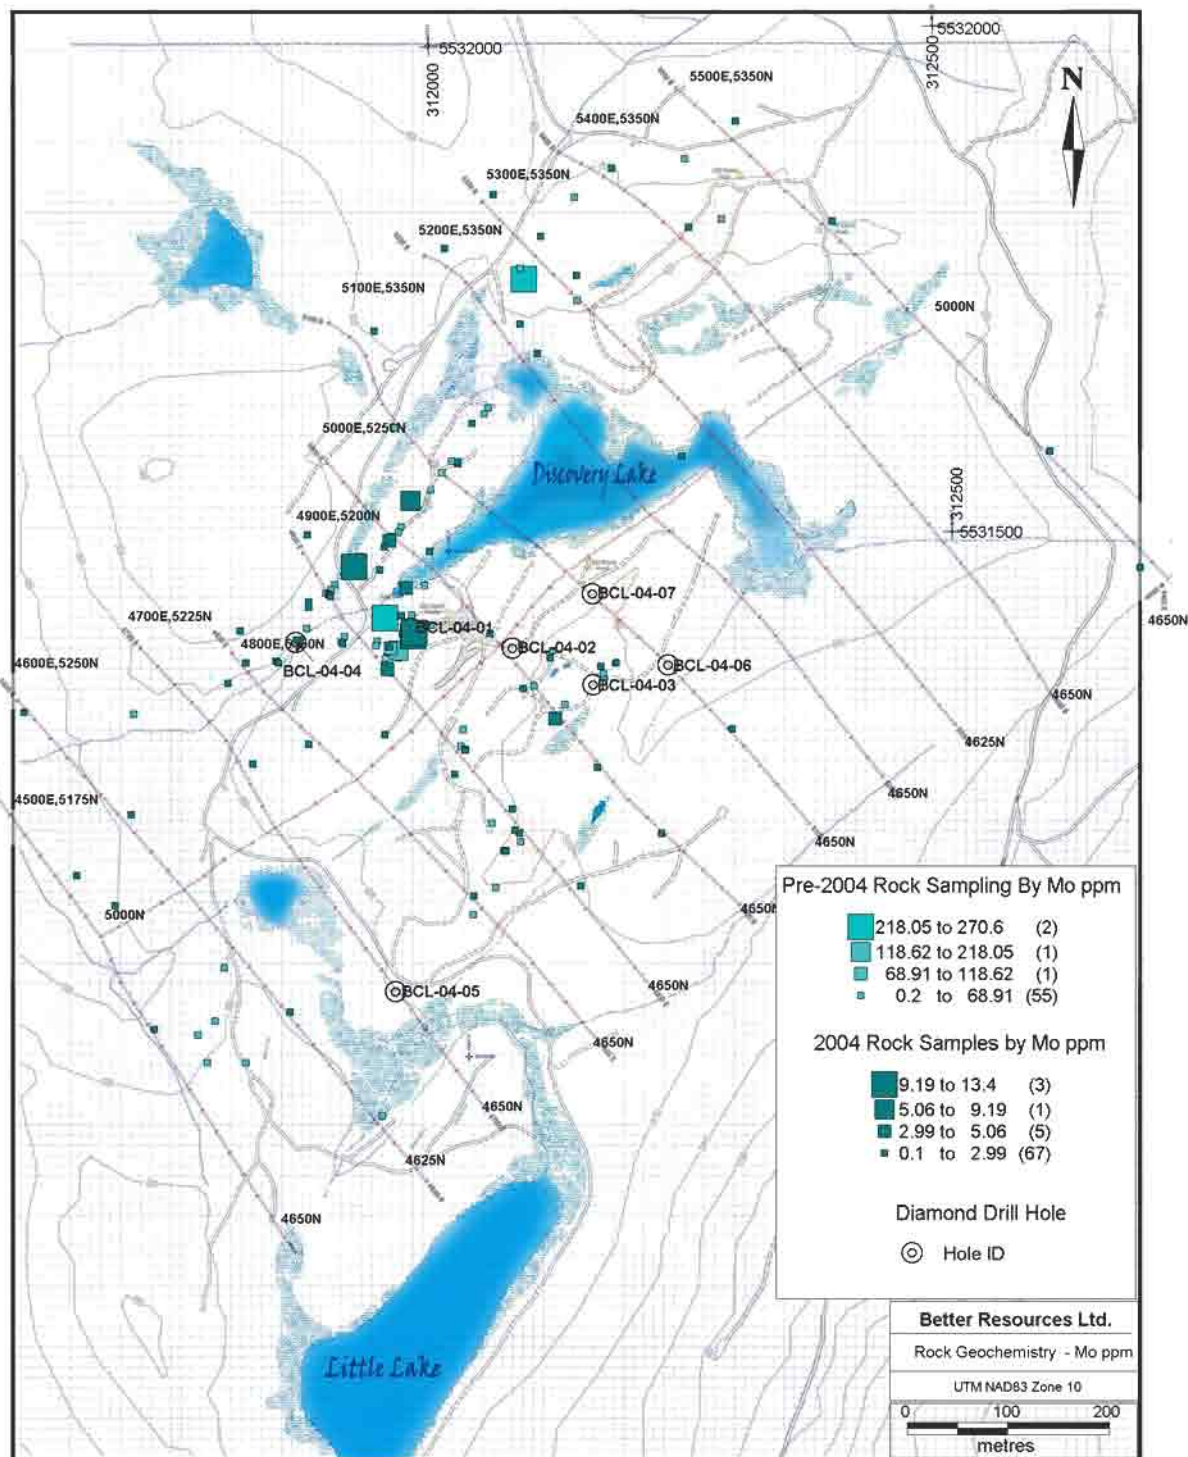 5532000
5532000
312000
312500
N
5500E,5350N
5400E,5350N
5300E,5350N
5200E,5350N
5100E,5350N
5000N
5000E,525
Discovery Lake
312500
5531500
4900E,5200N
BCL-04-07
4700E,5225N
4650N
BCL-04-01
4800E,
BCL-04-02
4600E,5250N
BCL-04-04
BCL-04-06
BCL-04-03
4650N
4625N
4650N
4500E,5175N
4650N
Pre-2004 Rock Sampling By Mo ppm
218.05 to 270.6 (2)
118.62 to 218.05 (1)
68.91 to 118.62 (1)
0.2 to 68.91 (55)
5000N
4650N
BCL-04-05
4650N
4650N
2004 Rock Samples by Mo ppm
9.19 to 13.4 (3)
5.06 to 9.19 (1)
2.99 to 5.06 (5)
0.1 to 2.99 (67)
4650N
4625N
4650N
Diamond Drill Hole
Hole ID
Little Lake
Better Resources Ltd.
Rock Geochemistry - Mo ppm
UTM NAD83 Zone 10
0 100 200
metres